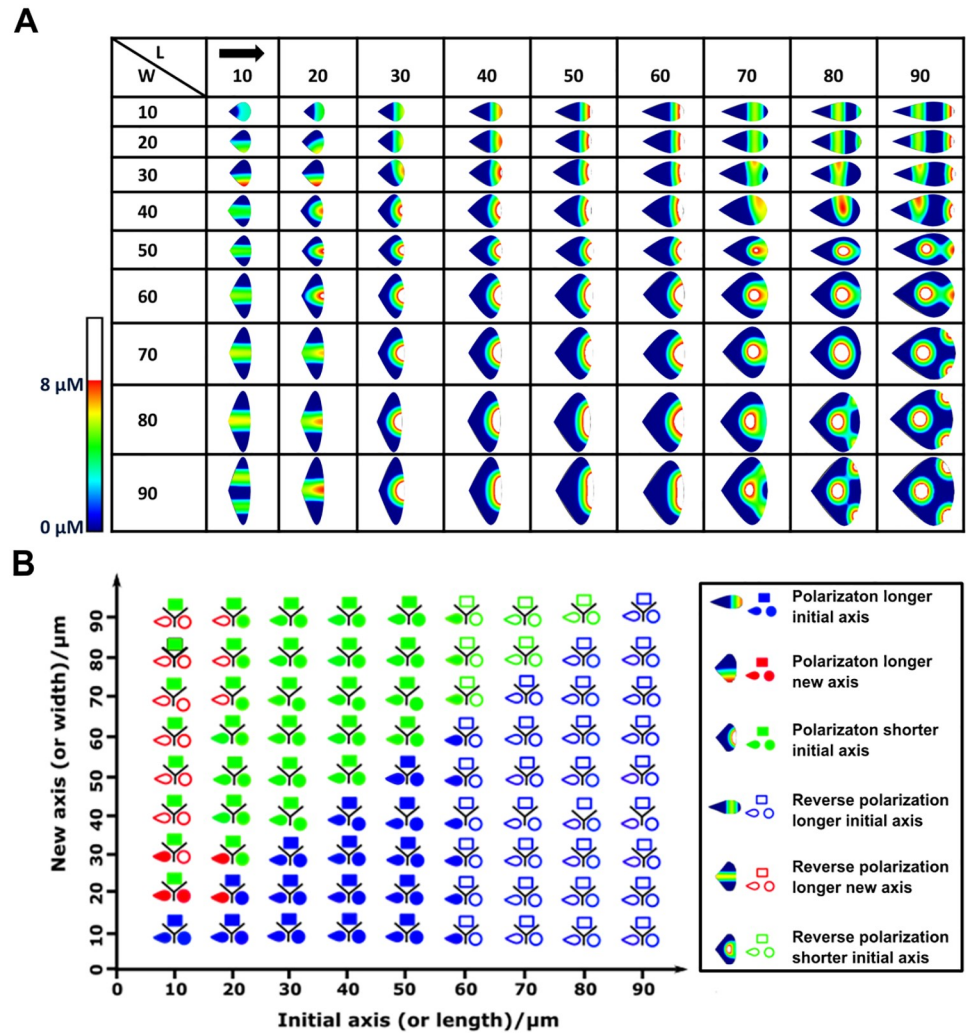 A
L
W
10 20 30 40 50 60 70 80 90
10
20
30
40
50
60
70
80
90
8 µM
0 µM
B
New axis (or width)/µm
90
80
70
60
50
40
30
20
10
0
0 10 20 30 40 50 60 70 80 90
Initial axis (or length)/µm
Polarizaton longer
initial axis
Polarizaton longer
new axis
Polarizaton shorter
initial axis
Reverse polarization
longer initial axis
Reverse polarization
longer new axis
Reverse polarization
shorter initial axis